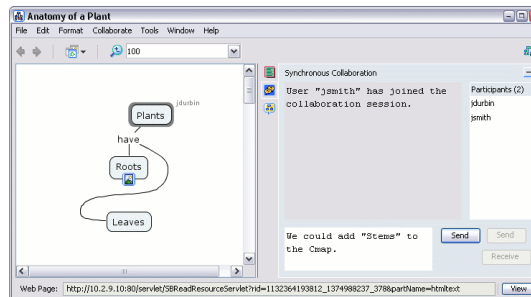 Anatomy of a Plant
File Edit Format Collaborate Tools Window Help
100
Synchronous Collaboration
User "jsmith" has joined the
collaboration session.
Participants (2)
jdurbin
jsmith
jdurbin
Plants
have
Roots
Leaves
We could add "Stems" to
the Cmap.
Send
Send
Receive
Web Page: http://10.2.9.10:80/servlet/SBReadResourceServlet?rid=1132364193812_1374988237_378&partName=htmltext
View